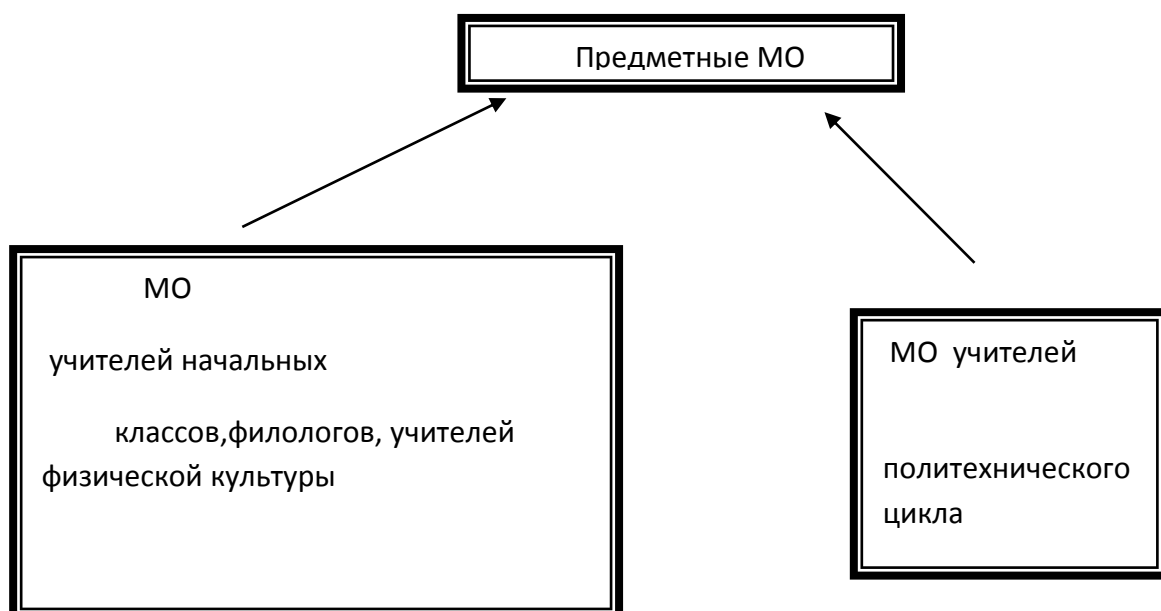 Предметные МО
МО
учителей начальных
классов,филологов, учителей
физической культуры
МО учителей
политехнического
цикла